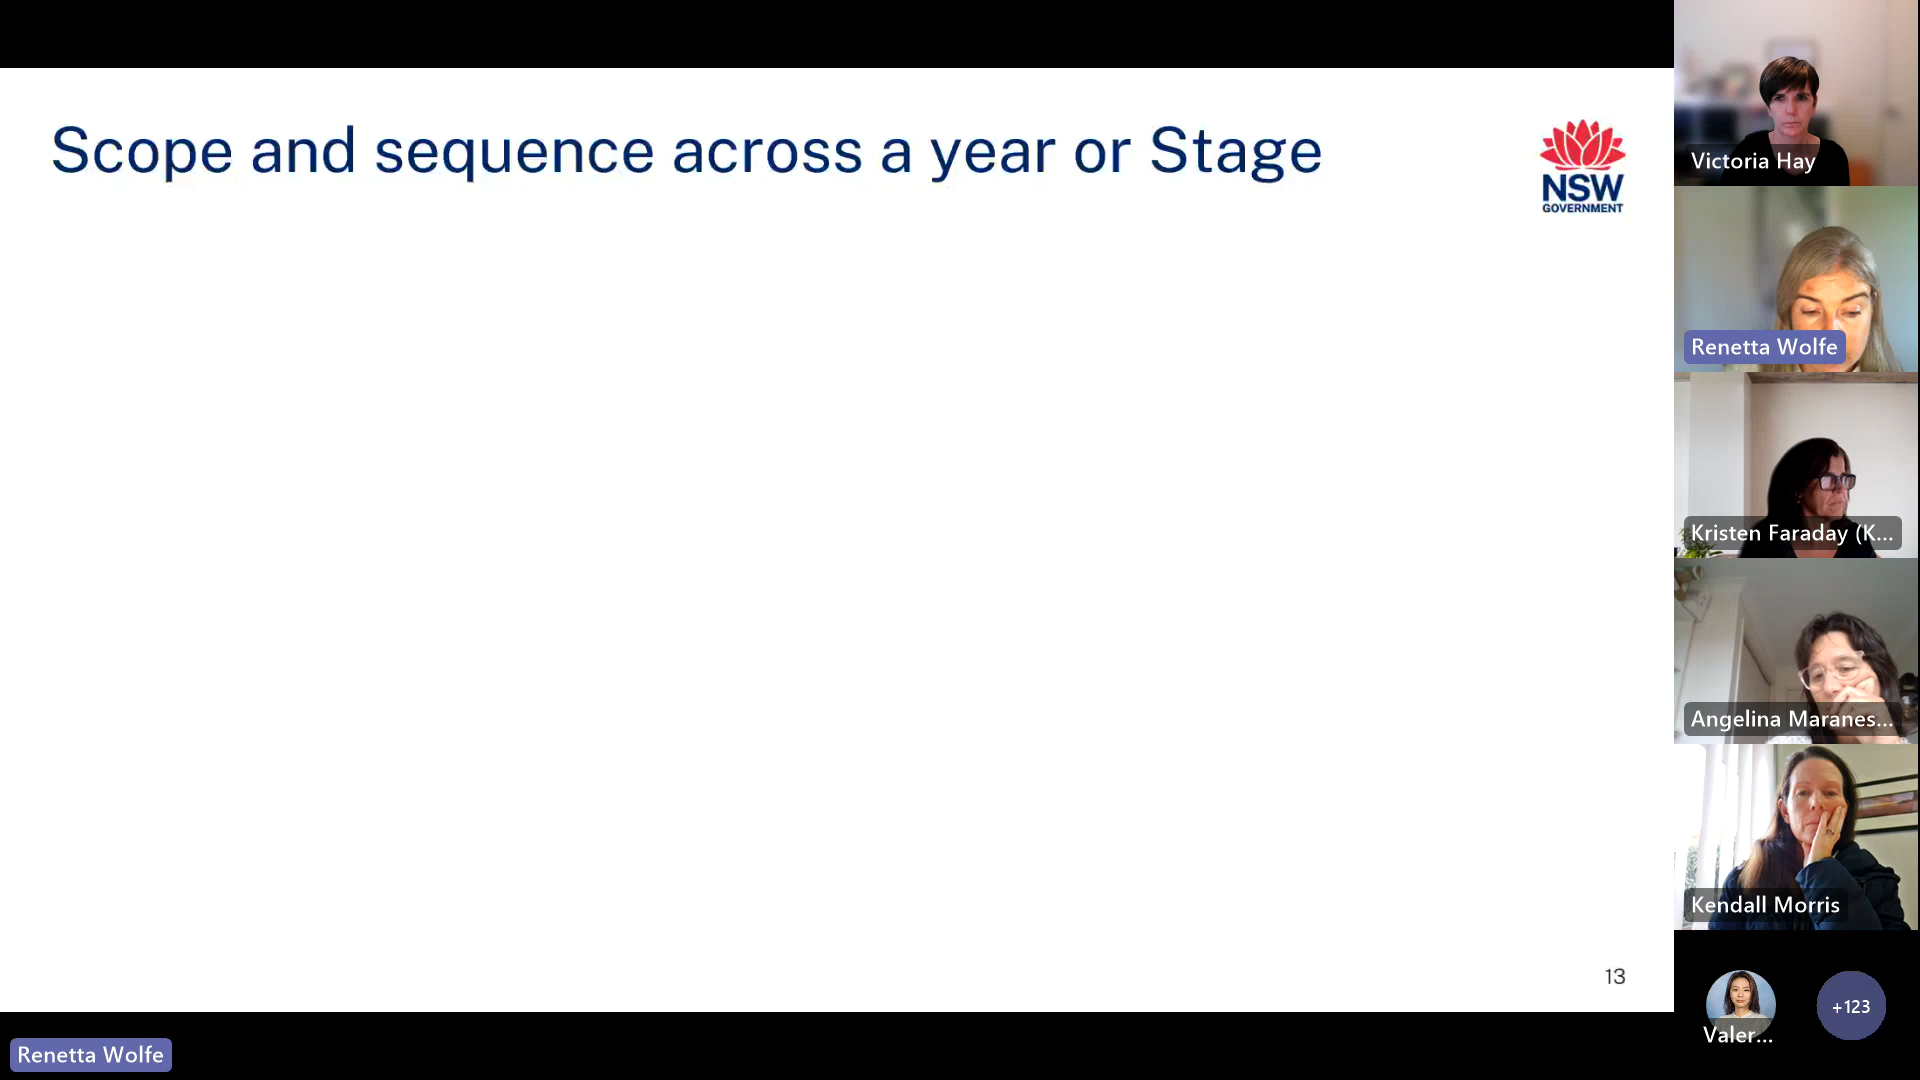 Scope and sequence across a year or Stage
NSW
GOVERNMENT
13
Renetta Wolfe
Victoria Hay
Renetta Wolfe
Kristen Faraday (K...
Angelina Maranes...
Kendall Morris
Valer...
+123